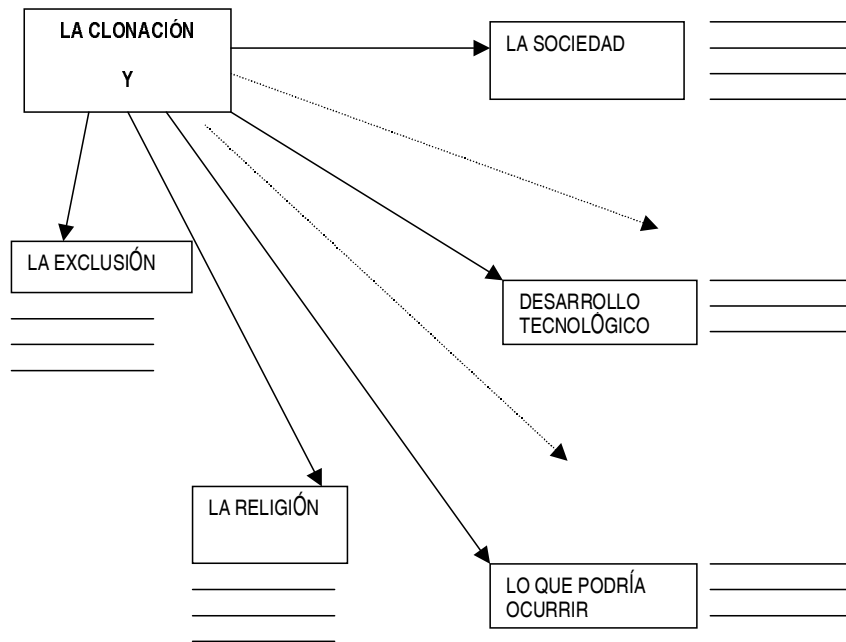 LA CLONACIÓN
Y
LA SOCIEDAD
LA EXCLUSIÓN
DESARROLLO
TECNOLÓGICO
LA RELIGIÓN
LO QUE PODRÍA
OCURRIR